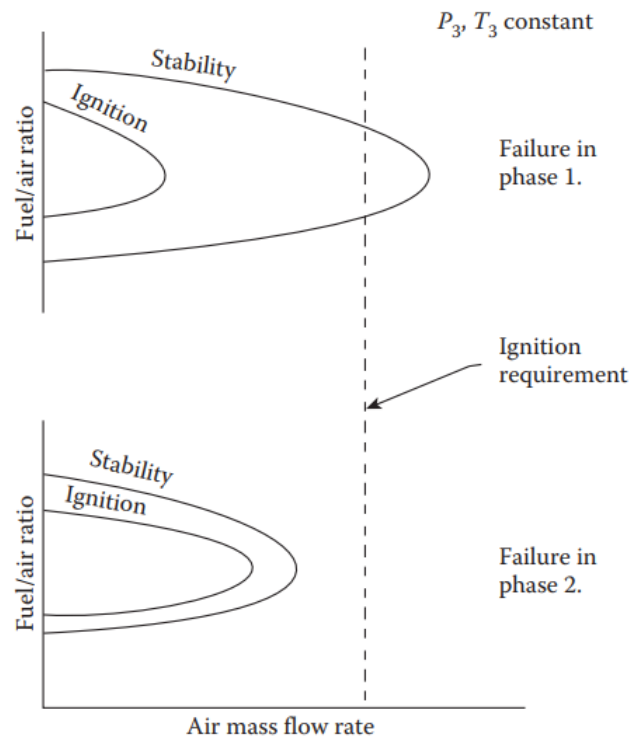 P3, T3 constant
Stability
Ignition
Fuel/air ratio
Failure in
phase 1.
Ignition
requirement
Stability
Ignition
Fuel/air ratio
Failure in
phase 2.
Air mass flow rate